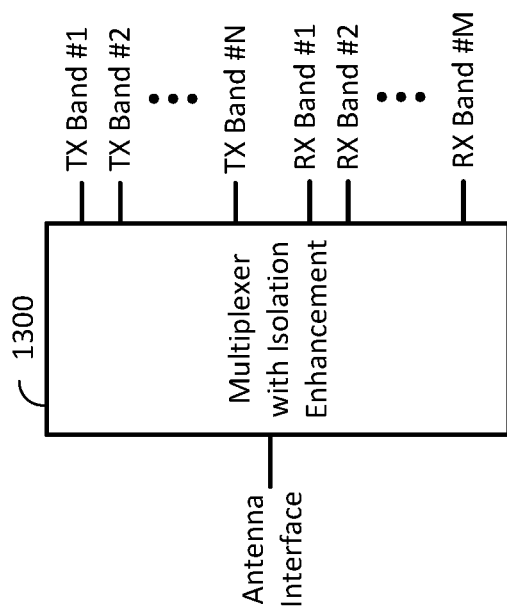 1300
Antenna
Interface
Multiplexer
with Isolation
Enhancement
TX Band #1
TX Band #2
•••
TX Band #N
RX Band #1
RX Band #2
•••
RX Band #M